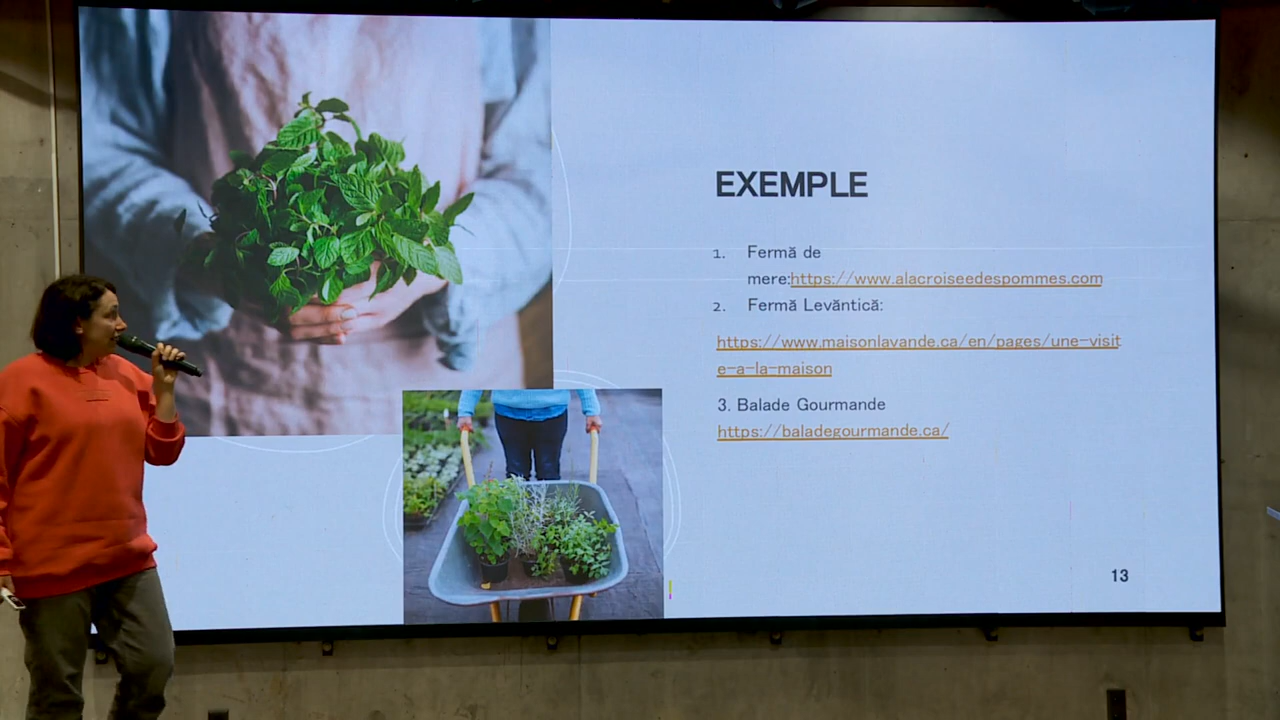 EXEMPLE
1. Fermă de
mere:https://www.alacroiseedespommes.com
2. Fermă Levăntică:
https://www.maisonlavande.ca/en/pages/une-visit
e-a-la-maison
3. Balade Gourmande
https://baladegourmande.ca/
13